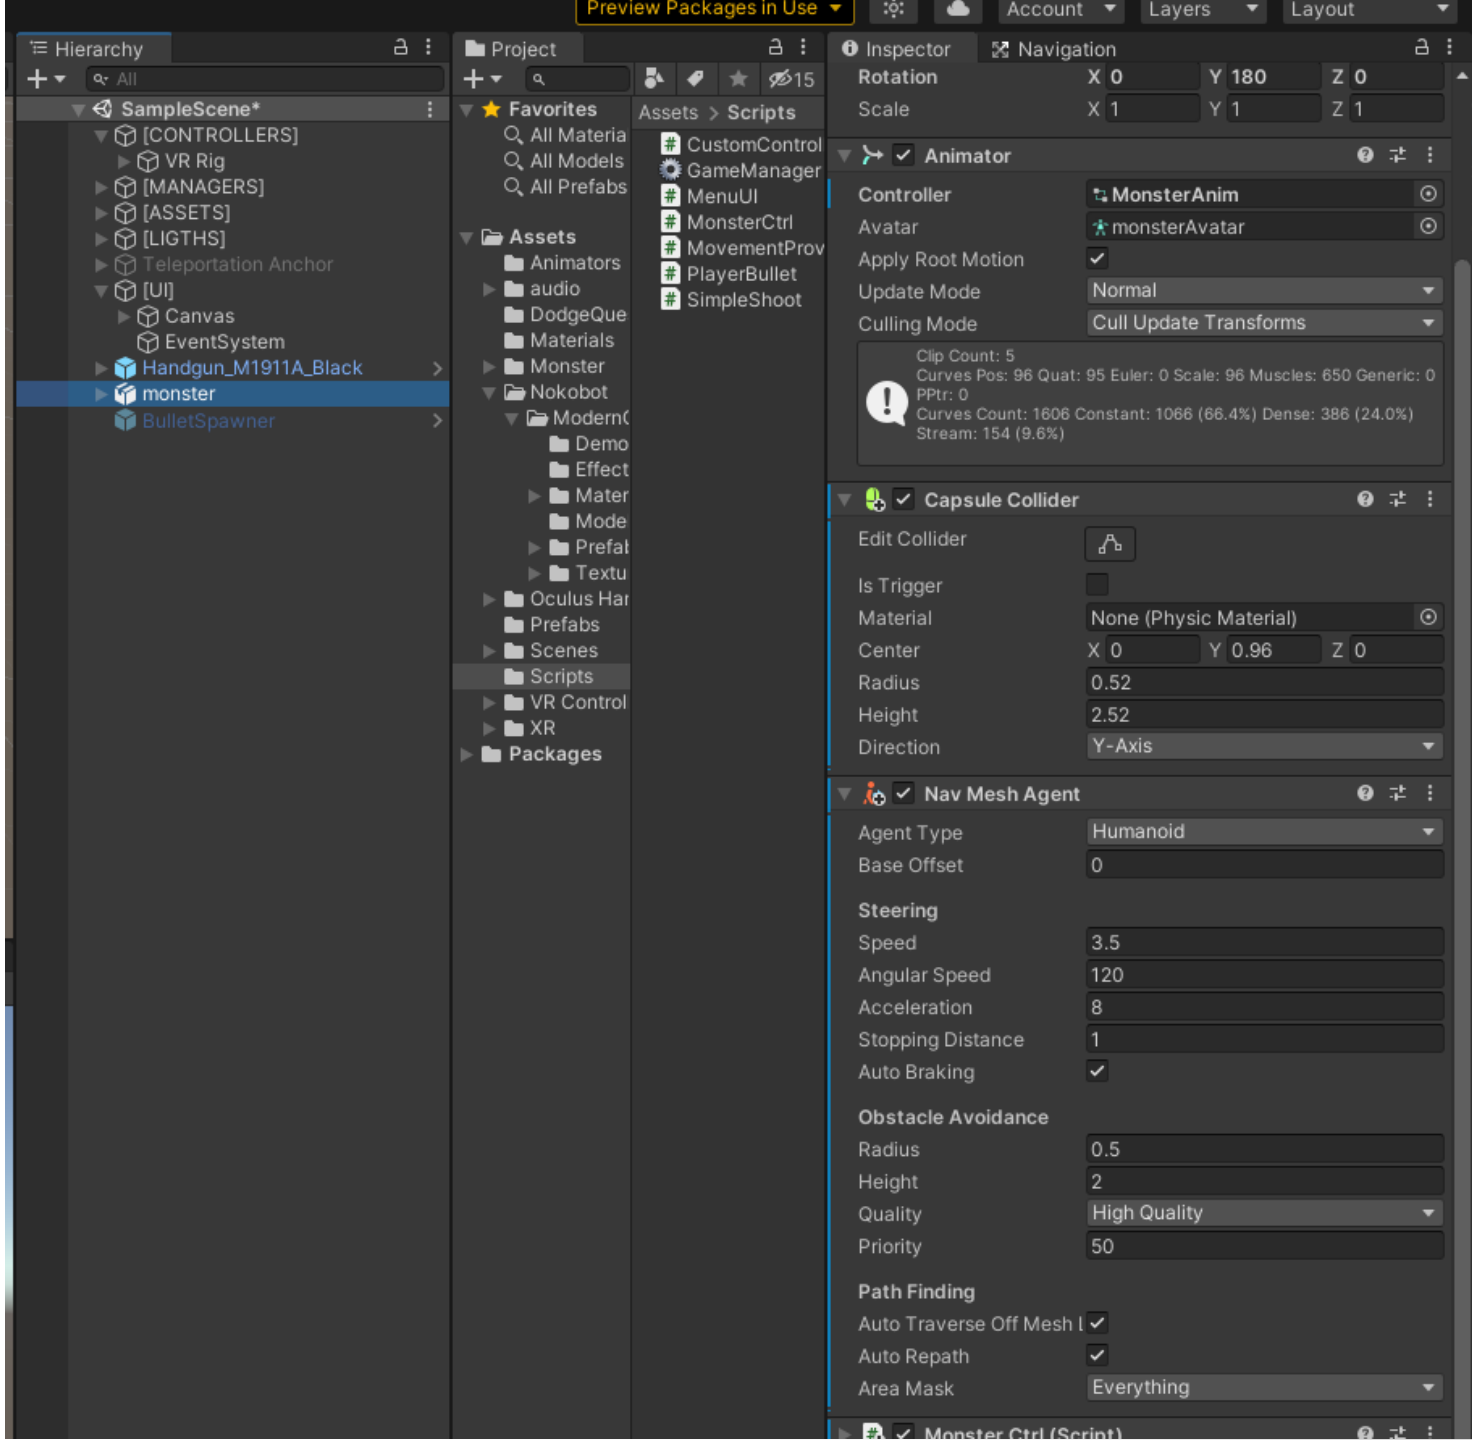 Preview Packages in Use
Account
Layers
Layout
Hierarchy
All
SampleScene*
[CONTROLLERS]
VR Rig
[MANAGERS]
[ASSETS]
[LIGTHS]
Teleportation Anchor
[UI]
Canvas
EventSystem
Handgun_M1911A_Black
monster
BulletSpawner
Project
15
Favorites
All Materia
All Models
All Prefabs
Assets
Animators
audio
DodgeQue
Materials
Monster
Nokobot
Modern
Demo
Effect
Mater
Mode
Prefab
Textu
Oculus Har
Prefabs
Scenes
Scripts
VR Control
XR
Packages
Assets > Scripts
CustomControl
GameManager
MenuUI
MonsterCtrl
MovementProv
PlayerBullet
SimpleShoot
Inspector
Navigation
Rotation X 0 Y 180 Z 0
Scale X 1 Y 1 Z 1
Animator
Controller MonsterAnim
Avatar monsterAvatar
Apply Root Motion
Update Mode Normal
Culling Mode Cull Update Transforms
Clip Count: 5
Curves Pos: 96 Quat: 95 Euler: 0 Scale: 96 Muscles: 650 Generic: 0
PPtr: 0
Curves Count: 1606 Constant: 1066 (66.4%) Dense: 386 (24.0%)
Stream: 154 (9.6%)
Capsule Collider
Edit Collider
Is Trigger
Material None (Physic Material)
Center X 0 Y 0.96 Z 0
Radius 0.52
Height 2.52
Direction Y-Axis
Nav Mesh Agent
Agent Type Humanoid
Base Offset 0
Steering
Speed 3.5
Angular Speed 120
Acceleration 8
Stopping Distance 1
Auto Braking
Obstacle Avoidance
Radius 0.5
Height 2
Quality High Quality
Priority 50
Path Finding
Auto Traverse Off Mesh L
Auto Repath
Area Mask Everything
Monster Ctrl (Script)